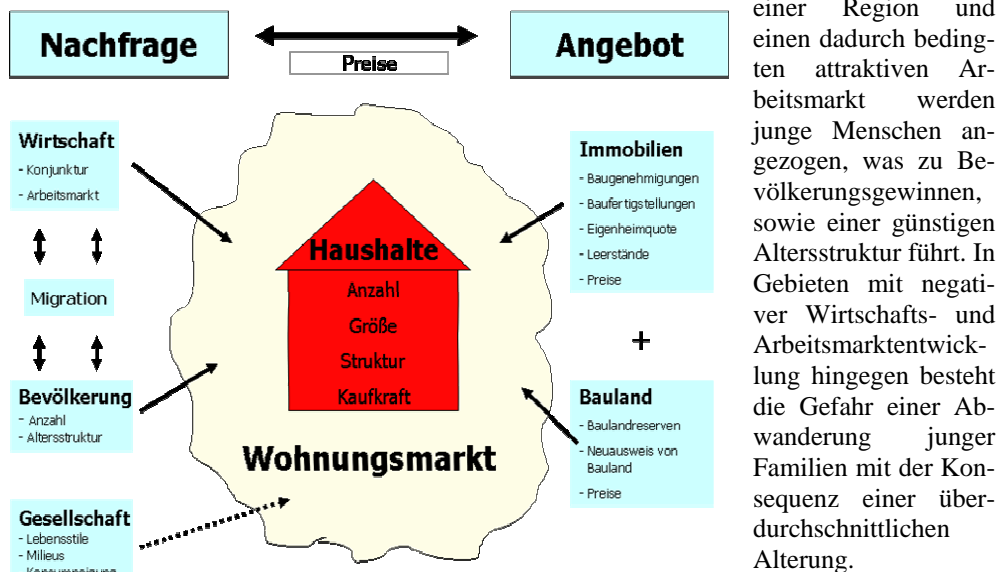 Nachfrage
Preise
Angebot
Wirtschaft
- Konjunktur
- Arbeitsmarkt
Migration
Bevölkerung
- Anzahl
- Altersstruktur
Gesellschaft
- Lebensstile
- Milieus
Haushalte
Anzahl
Größe
Struktur
Kaufkraft
Wohnungsmarkt
Immobilien
- Baugenehmigungen
- Baufertigstellungen
- Eigenheimquote
- Leerstände
- Preise
+
Bauland
- Baulandreserven
- Neuausweis von
Bauland
- Preise
einer Region und
einen dadurch beding-
ten attraktiven Ar-
beitsmarkt werden
junge Menschen an-
gezogen, was zu Be-
völkerungsgewinnen,
sowie einer günstigen
Altersstruktur führt. In
Gebieten mit negati-
ver Wirtschafts- und
Arbeitsmarktentwick-
lung hingegen besteht
die Gefahr einer Ab-
wanderung junger
Familien mit der Kon-
sequenz einer über-
durchschnittlichen
Alterung.